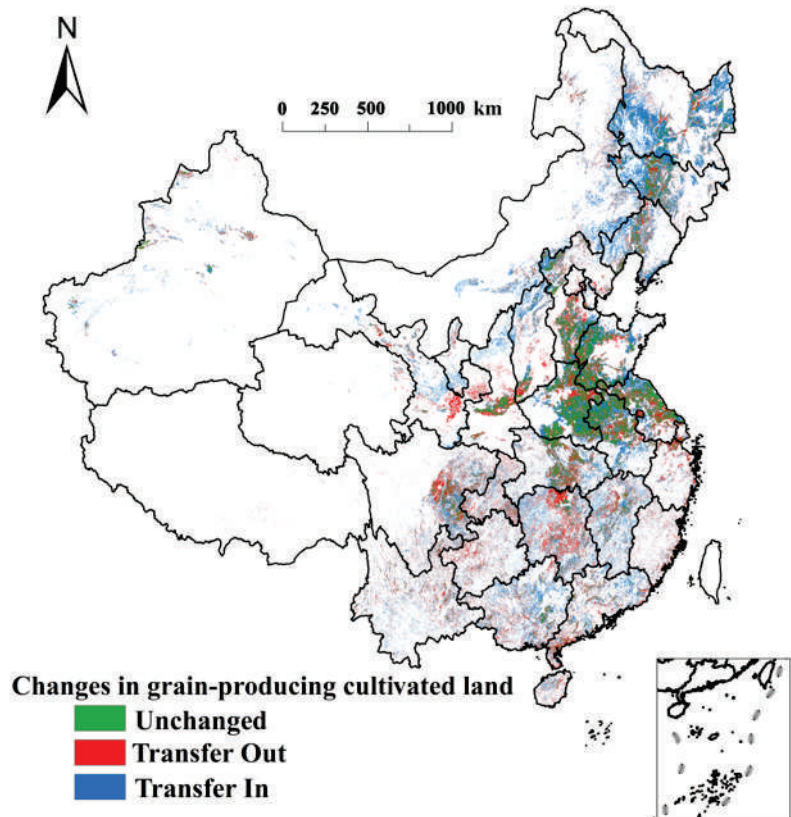 N
0 250 500 1000 km
Changes in grain-producing cultivated land
Unchanged
Transfer Out
Transfer In